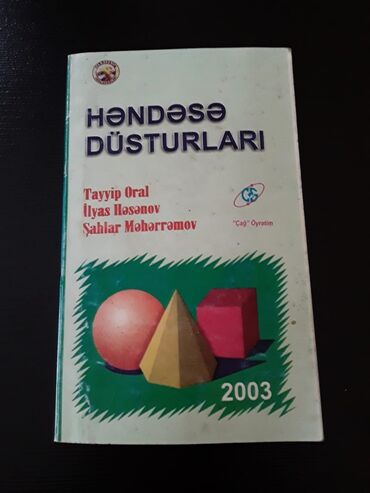 HƏNDƏSƏ
DÜSTURLARI
Tayyip Oral
İlyas Həsənov
Şahlar Məhərrəmov
"Çağ" Öyrətim
2003